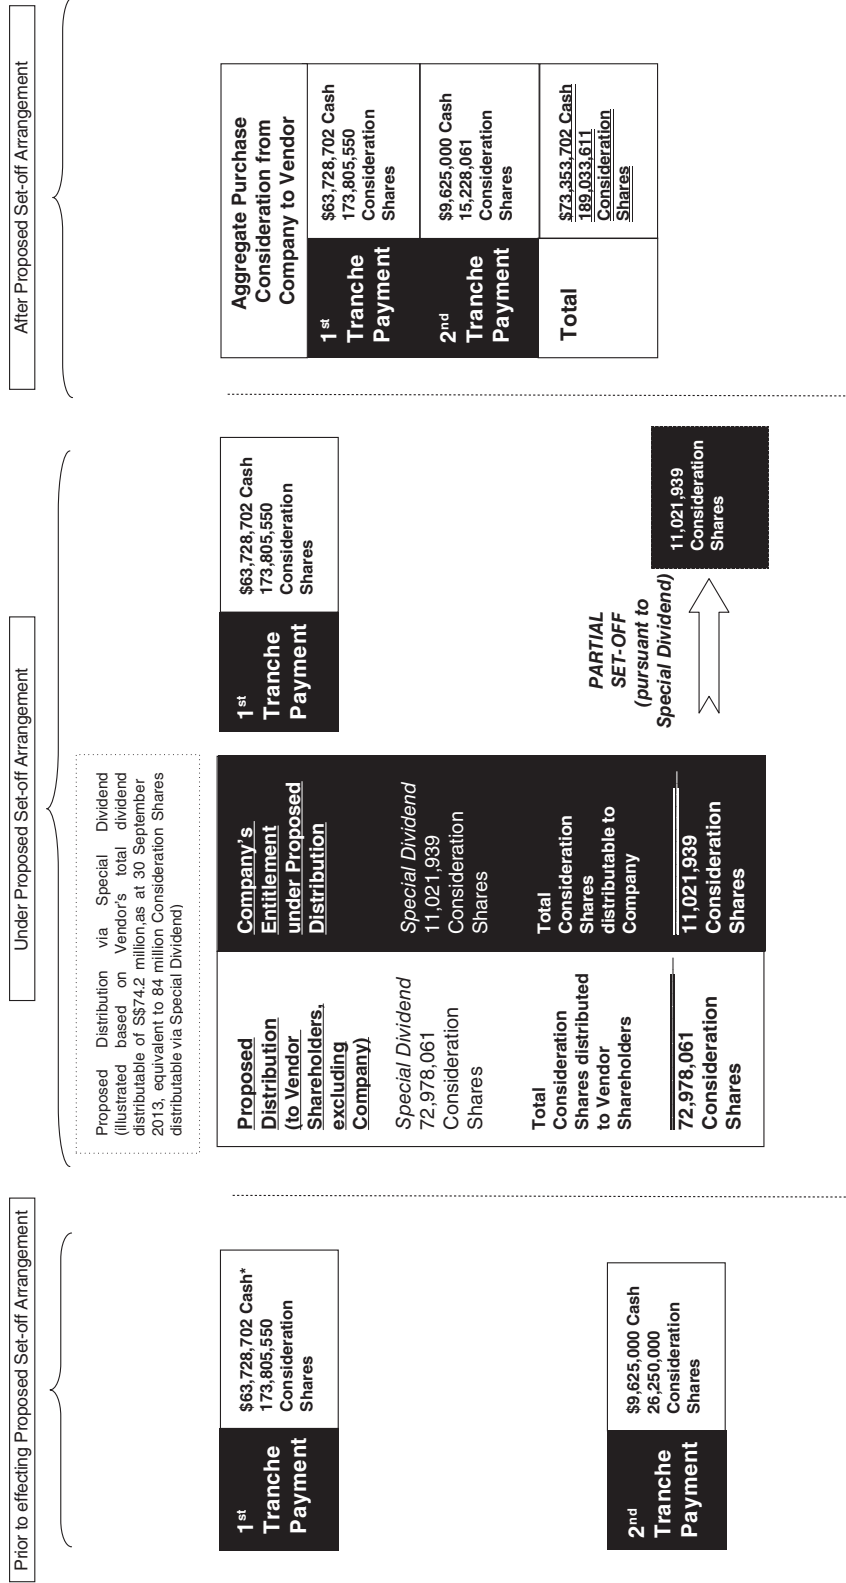 Prior to effecting Proposed Set-off Arrangement
1st
Tranche
Payment
$63,728,702 Cash*
173,805,550
Consideration
Shares
2nd
Tranche
Payment
$9,625,000 Cash
26,250,000
Consideration
Shares
Under Proposed Set-off Arrangement
Proposed Distribution via Special Dividend
(illustrated based on Vendor's total dividend
distributable of S$74.2 million,as at 30 September
2013, equivalent to 84 million Consideration Shares
distributable via Special Dividend)
Proposed
Distribution
(to Vendor
Shareholders,
excluding
Company)
Special Dividend
72,978,061
Consideration
Shares
Total
Consideration
Shares distributed
to Vendor
Shareholders
72,978,061
Consideration
Shares
Company's
Entitlement
under Proposed
Distribution
Special Dividend
11,021,939
Consideration
Shares
Total
Consideration
Shares
distributable to
Company
11,021,939
Consideration
Shares
1st
Tranche
Payment
$63,728,702 Cash
173,805,550
Consideration
Shares
PARTIAL
SET-OFF
(pursuant to
Special Dividend)
11,021,939
Consideration
Shares
After Proposed Set-off Arrangement
Aggregate Purchase
Consideration from
Company to Vendor
1st
Tranche
Payment
$63,728,702 Cash
173,805,550
Consideration
Shares
2nd
Tranche
Payment
$9,625,000 Cash
15,228,061
Consideration
Shares
Total
$73,353,702 Cash
189,033,611
Consideration
Shares